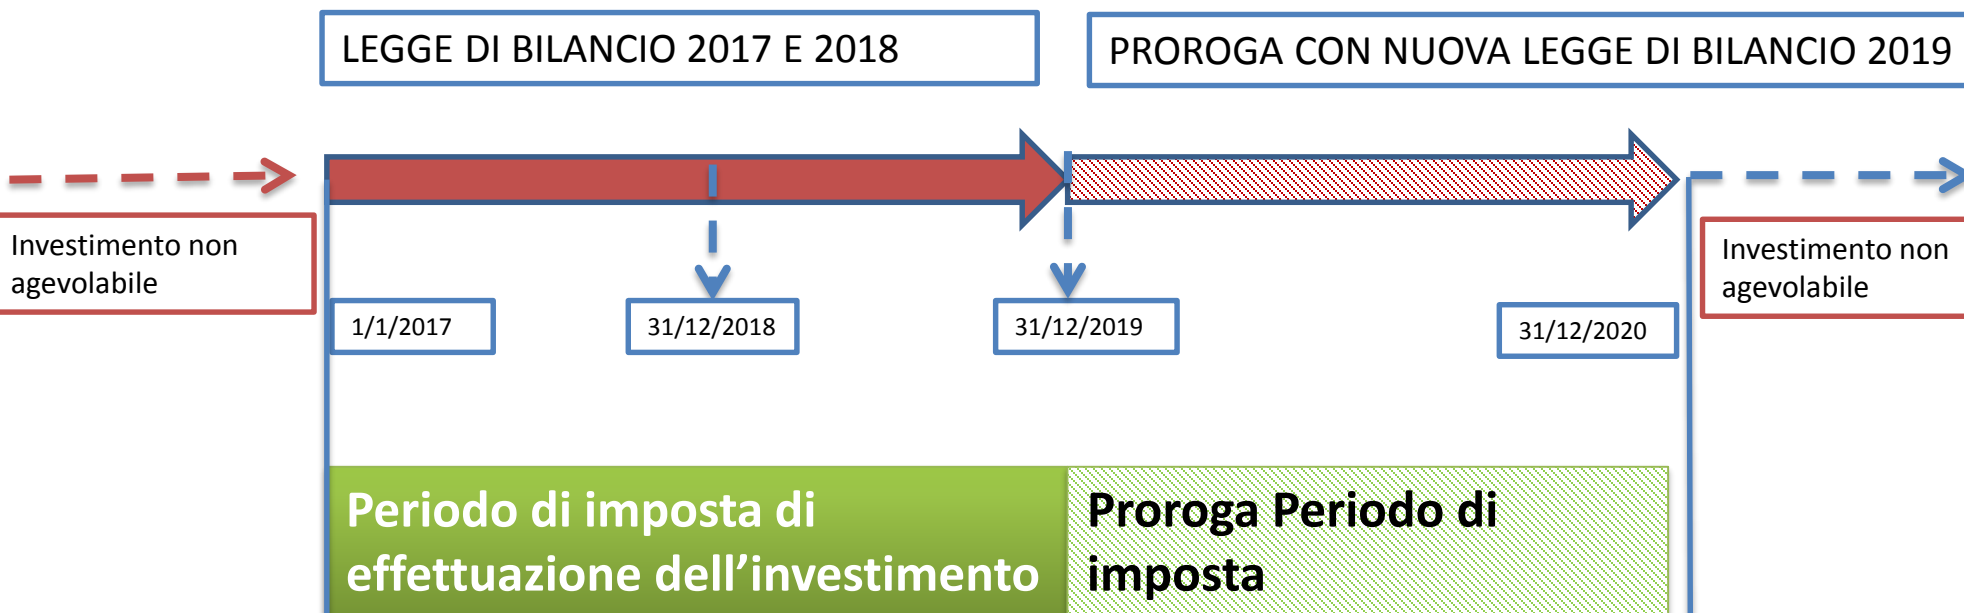 LEGGE DI BILANCIO 2017 E 2018
PROROGA CON NUOVA LEGGE DI BILANCIO 2019
Investimento non
agevolabile
1/1/2017
31/12/2018
31/12/2019
31/12/2020
Investimento non
agevolabile
Periodo di imposta di
effettuazione dell’investimento
Proroga Periodo di
imposta